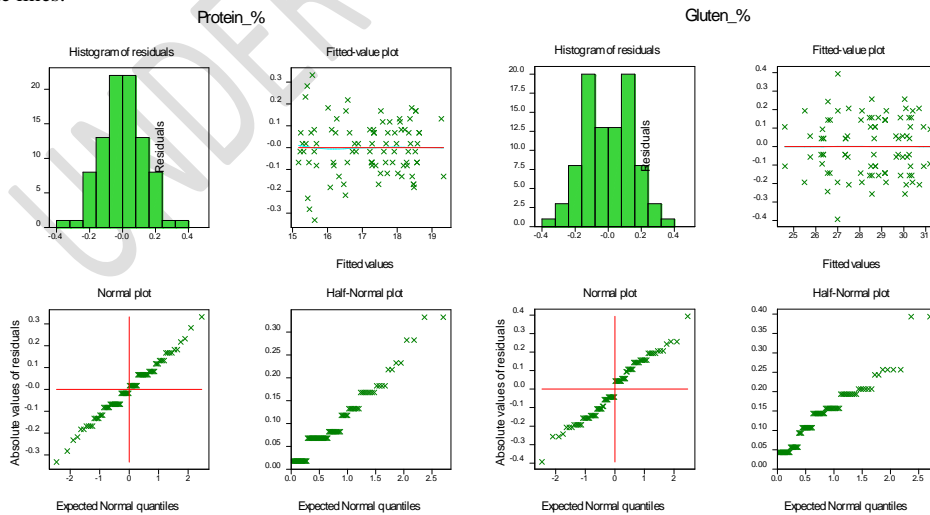 se lines.
Protein_%
Gluten_%
Histogram of residuals
Fitted-value plot
Histogram of residuals
Fitted-value plot
20
15
10
5
0
-0.4 -0.2 -0.0 0.2 0.4
Residuals
0.3
0.2
0.1
-0.0
-0.1
-0.2
-0.3
15 16 17 18 19
Fitted values
20.0
17.5
15.0
12.5
10.0
7.5
5.0
2.5
0.0
-0.4 -0.2 -0.0 0.2 0.4
Residuals
0.4
0.3
0.2
0.1
0.0
-0.1
-0.2
-0.3
-0.4
25 26 27 28 29 30 31
Fitted values
Normal plot
Half-Normal plot
Normal plot
Half-Normal plot
Absolute values of residuals
0.3
0.2
0.1
-0.0
-0.1
-0.2
-0.3
-2 -1 0 1 2
Expected Normal quantiles
0.30
0.25
0.20
0.15
0.10
0.05
0.00
0.0 0.5 1.0 1.5 2.0 2.5
Expected Normal quantiles
Absolute values of residuals
0.4
0.3
0.2
0.1
0.0
-0.1
-0.2
-0.3
-0.4
-2 -1 0 1 2
Expected Normal quantiles
0.40
0.35
0.30
0.25
0.20
0.15
0.10
0.05
0.00
0.0 0.5 1.0 1.5 2.0 2.5
Expected Normal quantiles
UNDER